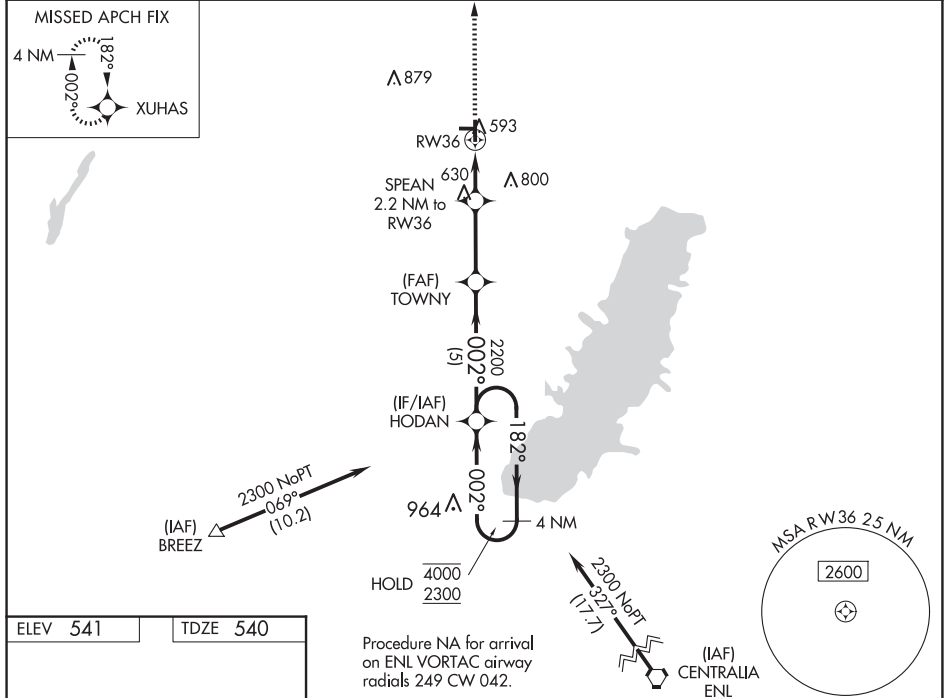 MISSED APCH FIX
4 NM
182°
002°
XUHAS
879
593
RW36
630
800
SPEAN
2.2 NM to
RW36
(FAF)
TOWNY
2200
002°
(5)
(IF/IAF)
HODAN
182°
002°
2300 NoPT
069°
(10.2)
(IAF)
BREEZ
964
4 NM
HOLD
4000
2300
2300 NoPT
327°
(17.7)
(IAF)
CENTRALIA
ENL
MSA RW36 25 NM
2600
ELEV 541
TDZE 540
Procedure NA for arrival
on ENL VORTAC airway
radials 249 CW 042.